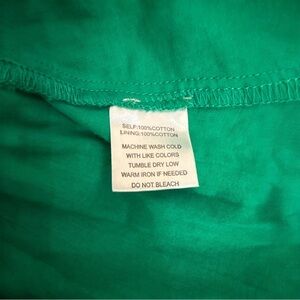 SELF:100%COTTON
LINING:100%COTTON
MACHINE WASH COLD
WITH LIKE COLORS
TUMBLE DRY LOW
WARM IRON IF NEEDED
DO NOT BLEACH